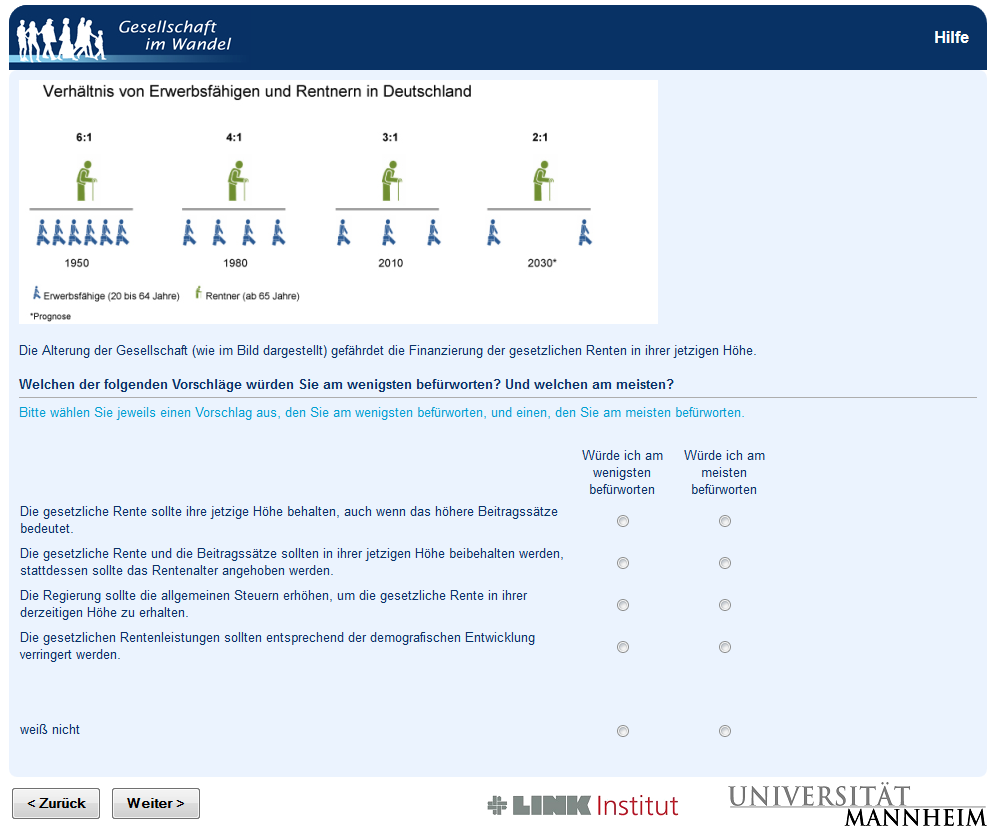 Gesellschaft
im Wandel
Hilfe
Verhältnis von Erwerbsfähigen und Rentnern in Deutschland
6:1 4:1 3:1 2:1
1950 1980 2010 2030*
Erwerbsfähige (20 bis 64 Jahre) Rentner (ab 65 Jahre)
*Prognose
Die Alterung der Gesellschaft (wie im Bild dargestellt) gefährdet die Finanzierung der gesetzlichen Renten in ihrer jetzigen Höhe.
Welchen der folgenden Vorschläge würden Sie am wenigsten befürworten? Und welchen am meisten?
Bitte wählen Sie jeweils einen Vorschlag aus, den Sie am wenigsten befürworten, und einen, den Sie am meisten befürworten.
Würde ich am Würde ich am
wenigsten meisten
befürworten befürworten
Die gesetzliche Rente sollte ihre jetzige Höhe behalten, auch wenn das höhere Beitragssätze
bedeutet.
Die gesetzliche Rente und die Beitragssätze sollten in ihrer jetzigen Höhe beibehalten werden,
stattdessen sollte das Rentenalter angehoben werden.
Die Regierung sollte die allgemeinen Steuern erhöhen, um die gesetzliche Rente in ihrer
derzeitigen Höhe zu erhalten.
Die gesetzlichen Rentenleistungen sollten entsprechend der demografischen Entwicklung
verringert werden.
weiß nicht
< Zurück Weiter >
LINK Institut
UNIVERSITÄT
MANNHEIM